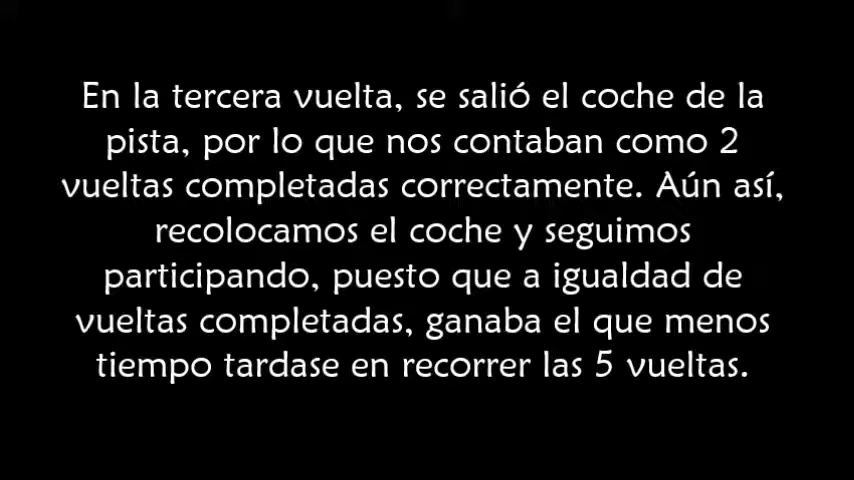 En la tercera vuelta, se salió el coche de la
pista, por lo que nos contaban como 2
vueltas completadas correctamente. Aún así,
recolocamos el coche y seguimos
participando, puesto que a igualdad de
vueltas completadas, ganaba el que menos
tiempo tardase en recorrer las 5 vueltas.